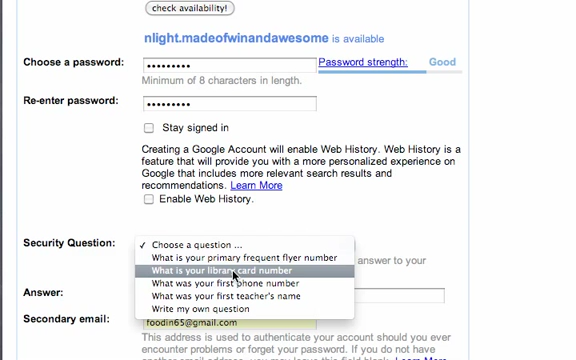 check availability!
nlight.madeofwinandawesome is available
Choose a password: ••••••••• Password strength: Good
Minimum of 8 characters in length.
Re-enter password: •••••••••
Stay signed in
Creating a Google Account will enable Web History. Web History is a
feature that will provide you with a more personalized experience on
Google that includes more relevant search results and
recommendations. Learn More
Enable Web History.
Security Question: ✓ Choose a question ...
What is your primary frequent flyer number
What is your library card number
answer to your
What was your first phone number
Answer: What was your first teacher's name
Write my own question
Secondary email: foodin65@gmail.com
This address is used to authenticate your account should you ever
encounter problems or forget your password. If you do not have